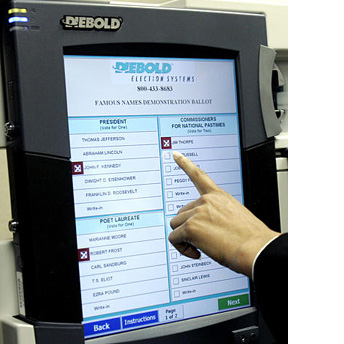 DIEBOLD
DIEBOLD
ELECTION SYSTEMS
800-433-8683
FAMOUS NAMES DEMONSTRATION BALLOT
PRESIDENT
(Vote for One)
THOMAS JEFFERSON
ABRAHAM LINCOLN
JOHN F. KENNEDY
DWIGHT D. EISENHOWER
FRANKLIN D. ROOSEVELT
Write-in
POET LAUREATE
(Vote for One)
MARIANNE MOORE
ROBERT FROST
CARL SANDBURG
T.S. ELIOT
EZRA POUND
Write-in
COMMISSIONERS
FOR NATIONAL PASTIMES
(Vote for Two)
JIM THORPE
RUSSELL
JOHN STEINBECK
SINCLAIR LEWIS
Write-in
Back
Instructions
Page
1 of 2
Next